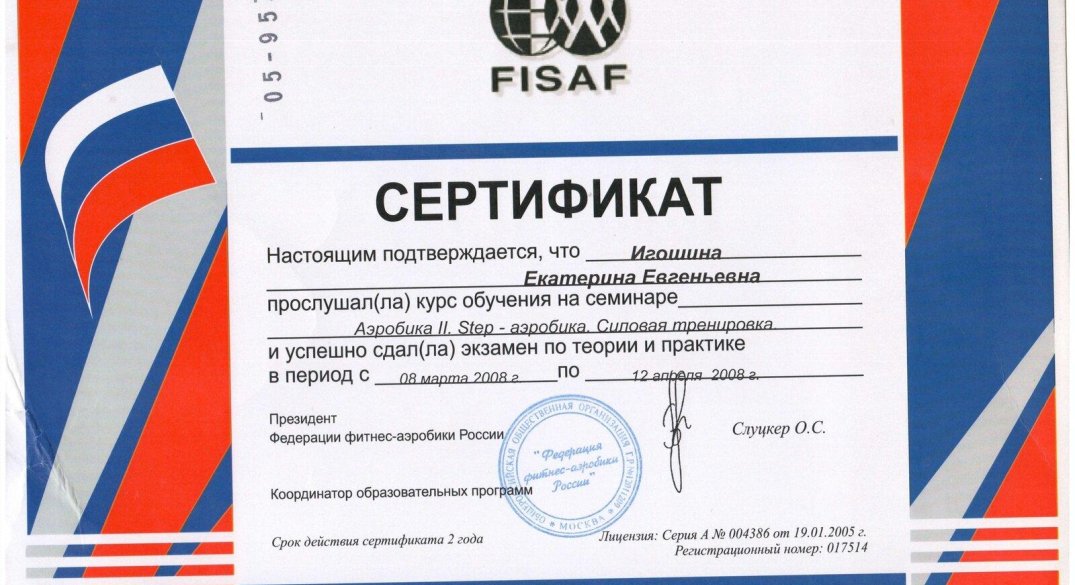 05-95
FISAF
СЕРТИФИКАТ
Настоящим подтверждается, что Игошина
Екатерина Евгеньевна
прослушал(ла) курс обучения на семинаре
Аэробика II. Step - аэробика. Силовая тренировка.
и успешно сдал(ла) экзамен по теории и практике
в период с 08 марта 2008 г. по 12 апреля 2008 г.
Президент
Федерации фитнес-аэробики России
Слуцкер О.С.
ОБЩЕРОССИЙСКАЯ ОБЩЕСТВЕННАЯ ОРГАНИЗАЦИЯ
"Федерация
фитнес-аэробики
России"
* МОСКВА *
Координатор образовательных программ
Срок действия сертификата 2 года
Лицензия: Серия А № 004386 от 19.01.2005 г.
Регистрационный номер: 017514